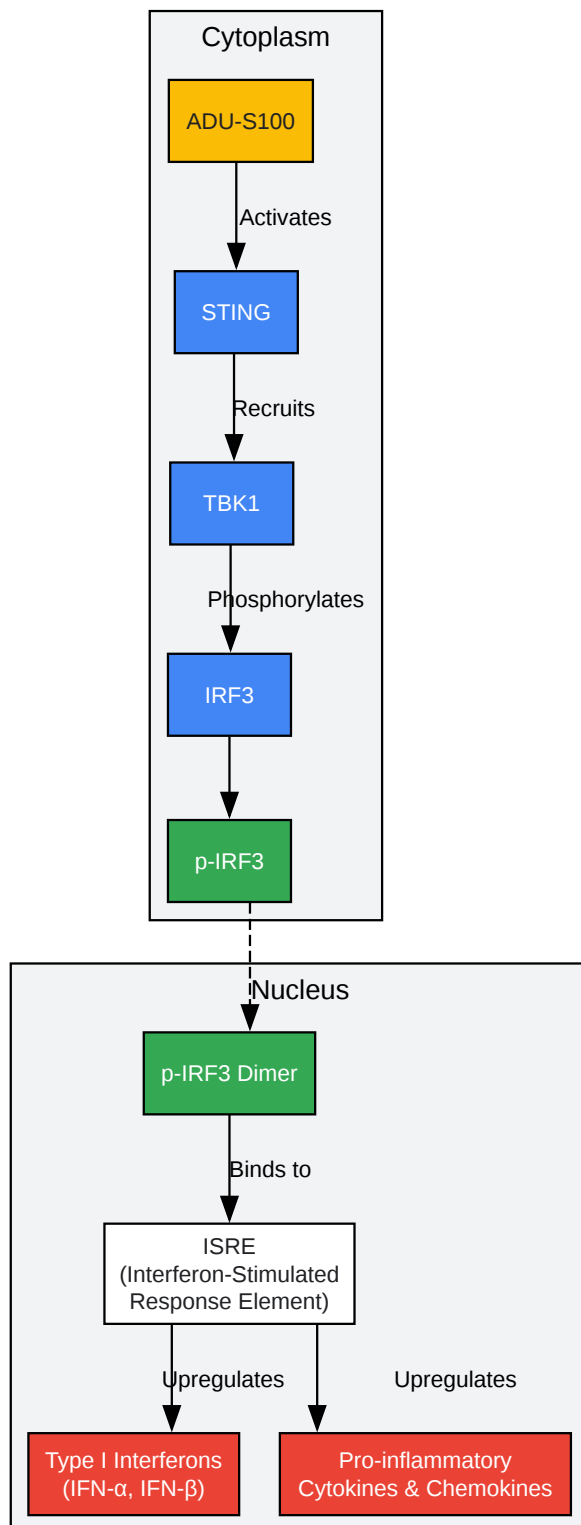 Cytoplasm
ADU-S100
Activates
STING
Recruits
TBK1
Phosphorylates
IRF3
p-IRF3
Nucleus
p-IRF3 Dimer
Binds to
ISRE
(Interferon-Stimulated
Response Element)
Upregulates
Upregulates
Type I Interferons
(IFN-α, IFN-β)
Pro-inflammatory
Cytokines & Chemokines